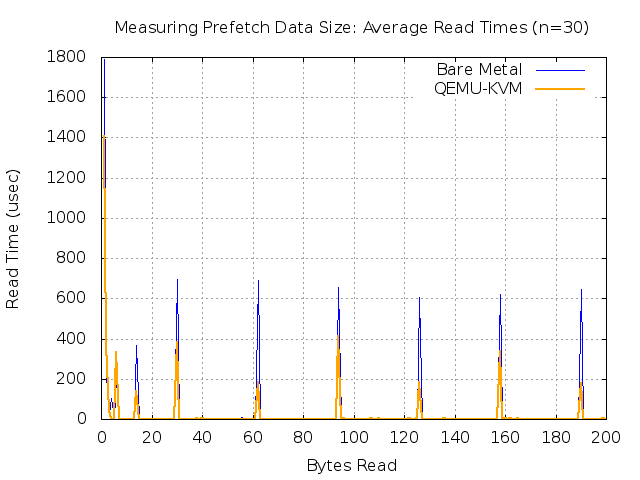 Measuring Prefetch Data Size: Average Read Times (n=30)
Bare Metal
QEMU-KVM
1800
1600
1400
1200
1000
800
600
400
200
0
Read Time (usec)
0 20 40 60 80 100 120 140 160 180 200
Bytes Read